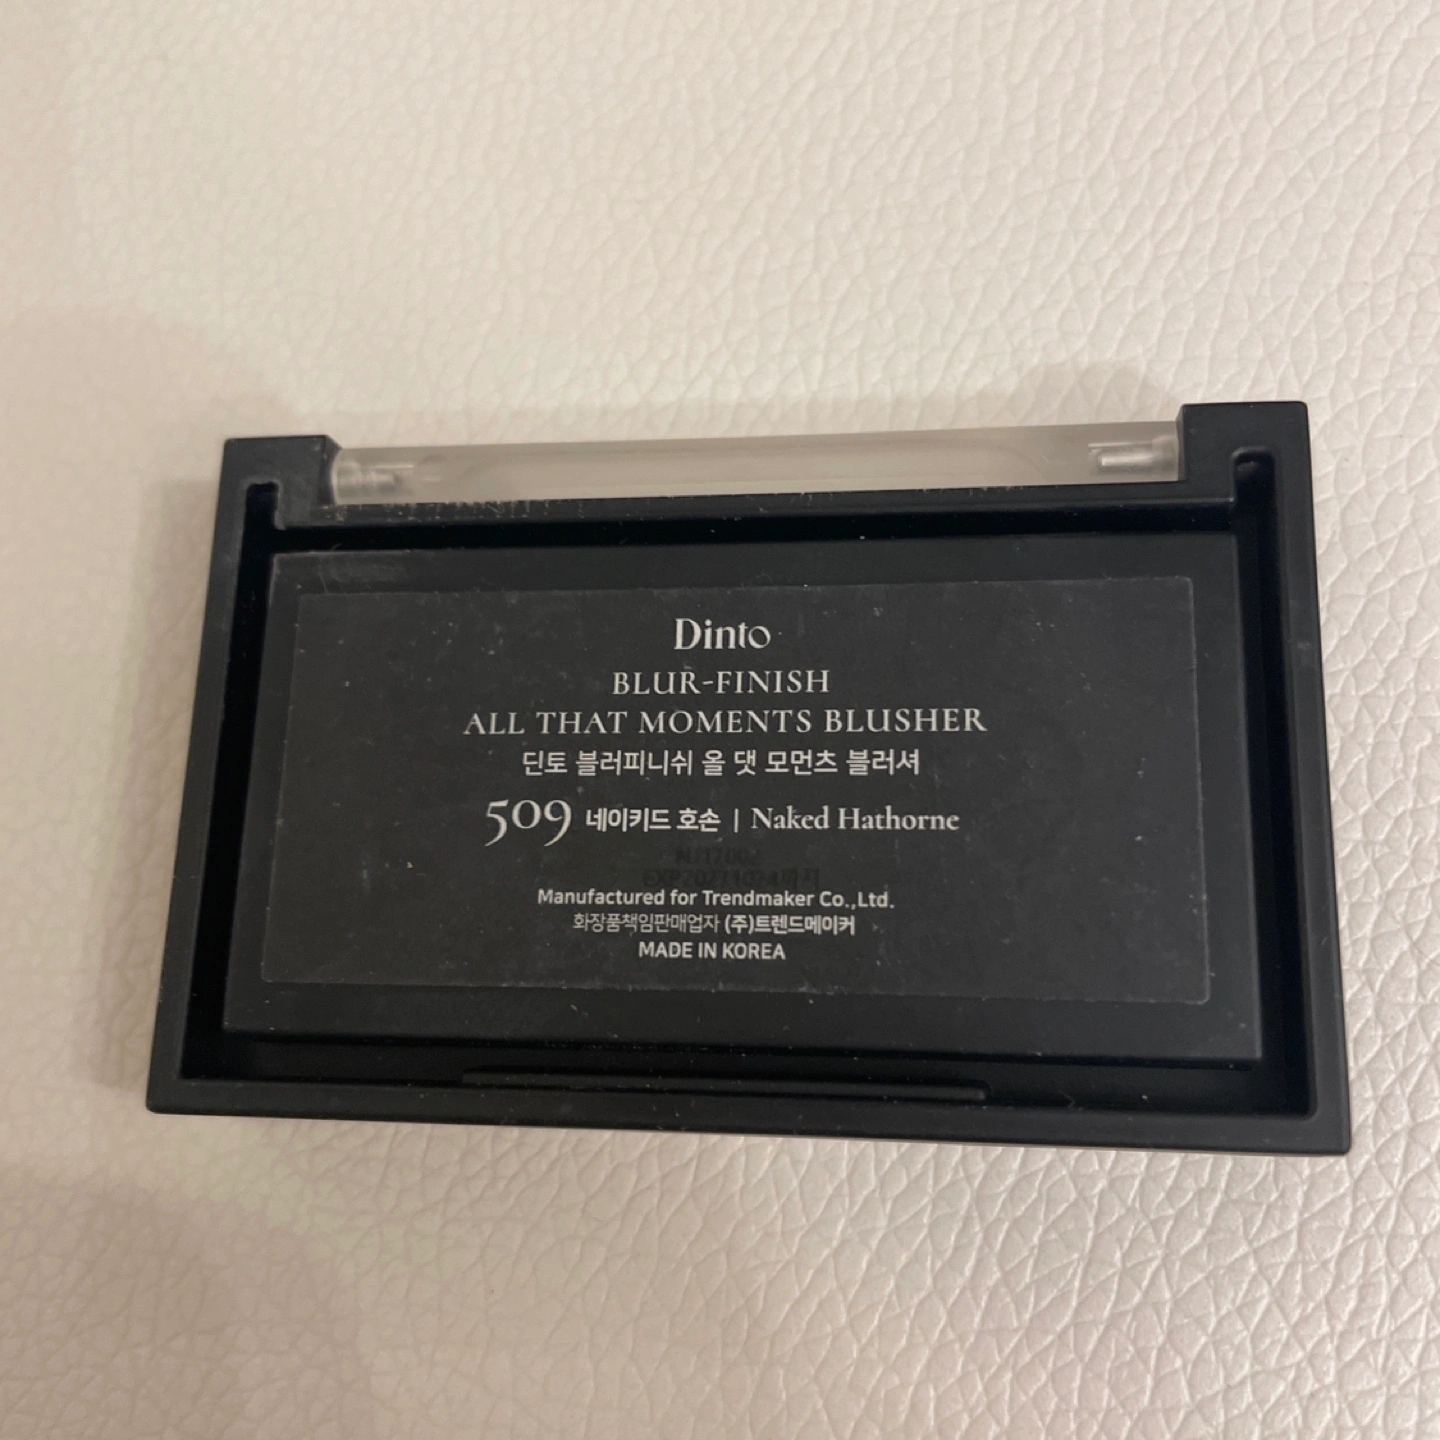 Dinto
BLUR-FINISH
ALL THAT MOMENTS BLUSHER
딘토 블러피니쉬 올 댓 모먼츠 블러셔
509 네이키드 호손 | Naked Hathorne
Manufactured for Trendmaker Co.,Ltd.
화장품책임판매업자 (주)트렌드메이커
MADE IN KOREA